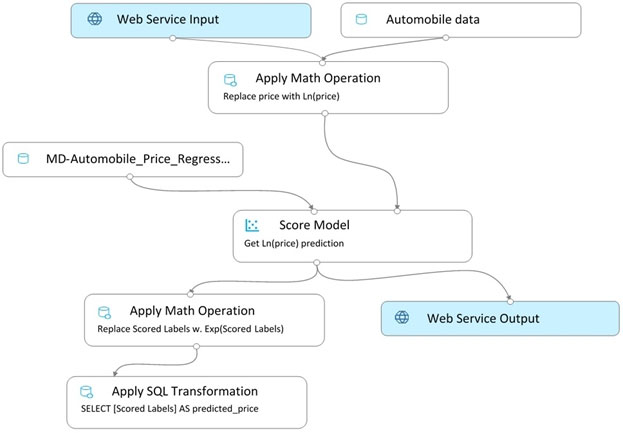 Web Service Input
Automobile data
Apply Math Operation
Replace price with Ln(price)
MD-Automobile_Price_Regress...
Score Model
Get Ln(price) prediction
Apply Math Operation
Replace Scored Labels w. Exp(Scored Labels)
Web Service Output
Apply SQL Transformation
SELECT [Scored Labels] AS predicted_price